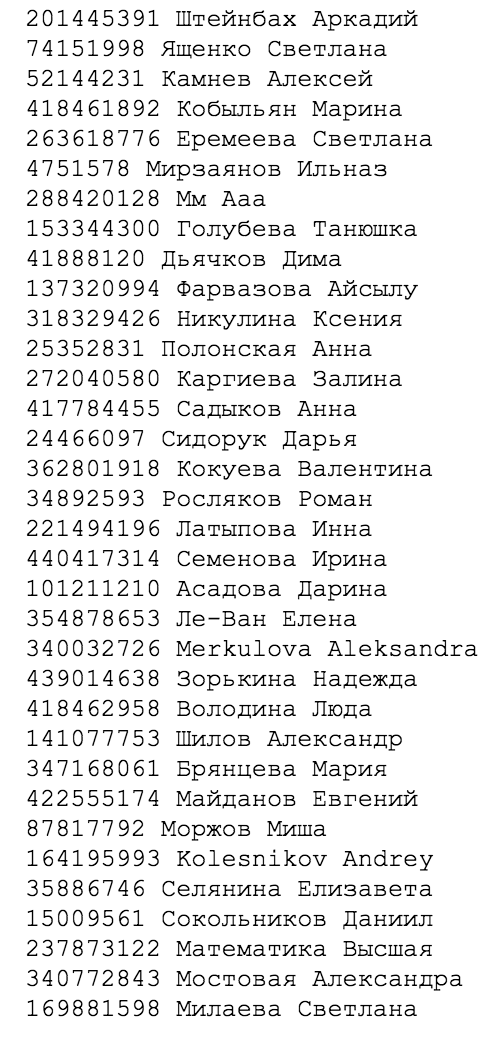 201445391 Штейнбах Аркадий
74151998 Ященко Светлана
52144231 Камнев Алексей
418461892 Кобыльян Марина
263618776 Еремеева Светлана
4751578 Мирзаянов Ильназ
288420128 Мм Ааа
153344300 Голубева Танюшка
41888120 Дьячков Дима
137320994 Фарвазова Айсылу
318329426 Никулина Ксения
25352831 Полонская Анна
272040580 Каргиева Залина
417784455 Садыков Анна
24466097 Сидорук Дарья
362801918 Кокуева Валентина
34892593 Росляков Роман
221494196 Латыпова Инна
440417314 Семенова Ирина
101211210 Асадова Дарина
354878653 Ле-Ван Елена
340032726 Merkulova Aleksandra
439014638 Зорькина Надежда
418462958 Володина Люда
141077753 Шилов Александр
347168061 Брянцева Мария
422555174 Майданов Евгений
87817792 Моржов Миша
164195993 Kolesnikov Andrey
35886746 Селянина Елизавета
15009561 Сокольников Даниил
237873122 Математика Высшая
340772843 Мостовая Александра
169881598 Милаева Светлана